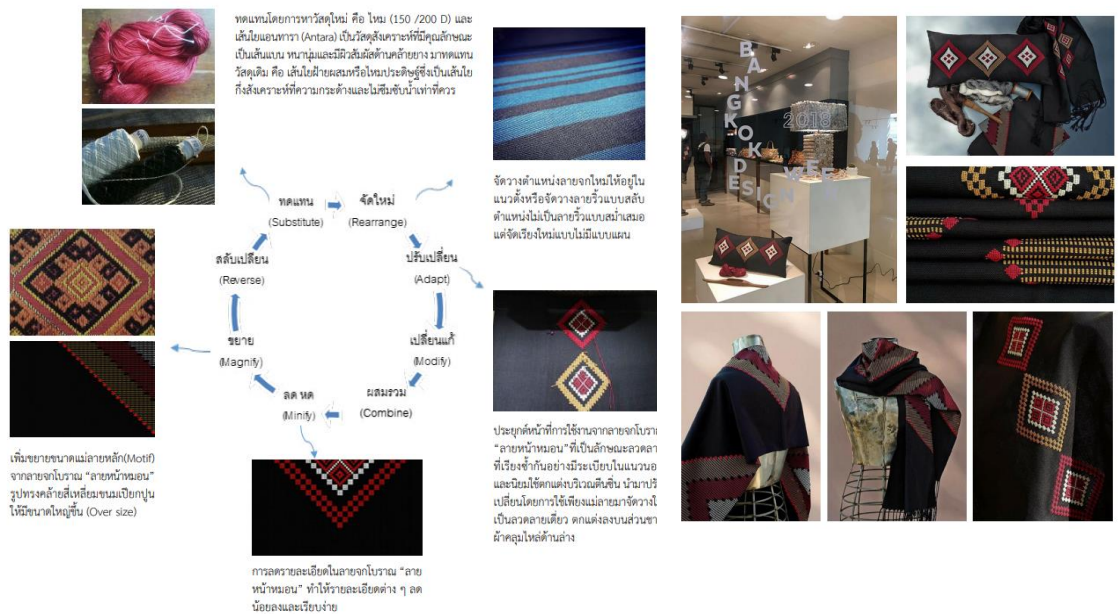 ทดแทนโดยการหาวัสดุใหม่ คือ ไหม (150 /200 D) และ
เส้นใยแอนทารา (Antara) เป็นวัสดุสังเคราะห์ที่มีคุณลักษณะ
เป็นเส้นแบน หนานุ่มและมีผิวสัมผัสด้านคล้ายยาง มาทดแทน
วัสดุเดิม คือ เส้นใยฝ้ายผสมหรือไหมประดิษฐ์ซึ่งเป็นเส้นใย
กึ่งสังเคราะห์ที่ความกระด้างและไม่ซึมซับน้ำเท่าที่ควร
จัดวางตำแหน่งลายจกใหม่ให้อยู่ใน
แนวตั้งหรือจัดวางลายริ้วแบบสลับ
ตำแหน่งไม่เป็นลายริ้วแบบสม่ำเสมอ
แต่จัดเรียงใหม่แบบไม่มีแบบแผน
ทดแทน
(Substitute)
จัดใหม่
(Rearrange)
ปรับเปลี่ยน
(Adapt)
เปลี่ยนแก้
(Modify)
ผสมรวม
(Combine)
ลด หด
(Minify)
ขยาย
(Magnify)
สลับเปลี่ยน
(Reverse)
เพิ่มขยายขนาดแม่ลายหลัก(Motif)
จากลายจกโบราณ “ลายหน้าหมอน”
รูปทรงคล้ายสี่เหลี่ยมขนมเปียกปูน
ให้มีขนาดใหญ่ขึ้น (Over size)
การลดรายละเอียดในลายจกโบราณ “ลาย
หน้าหมอน” ทำให้รายละเอียดต่าง ๆ ลด
น้อยลงและเรียบง่าย
ประยุกต์หน้าที่การใช้งานจากลายจกโบราณ
“ลายหน้าหมอน”ที่เป็นลักษณะลวดลา
ที่เรียงซ้ำกันอย่างมีระเบียบในแนวนอ
และนิยมใช้ตกแต่งบริเวณตีนซิ่น นำมาปรั
เปลี่ยนโดยการใช้เพียงแม่ลายมาจัดวางใ
เป็นลวดลายเดี่ยว ตกแต่งลงบนส่วนชา
ผ้าคลุมไหล่ด้านล่าง
BANGKOK
DESIGN
WEEK
2018